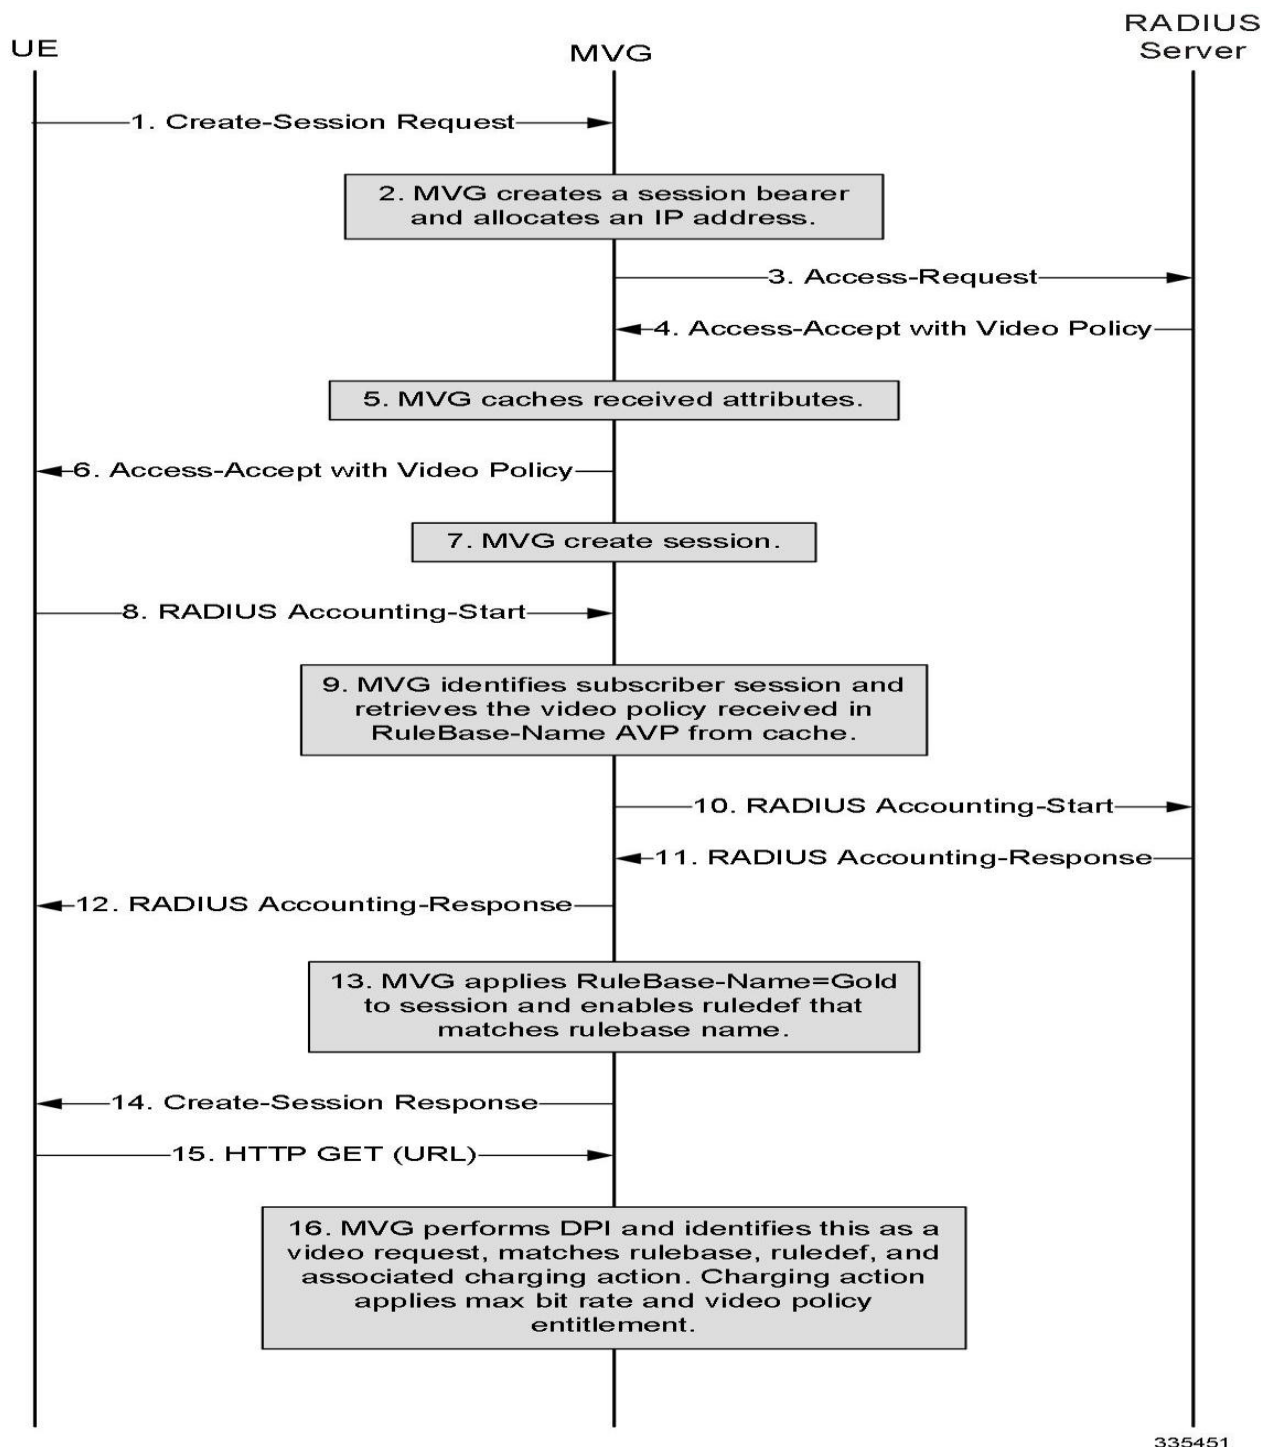 UE
MVG
RADIUS
Server
1. Create-Session Request
2. MVG creates a session bearer
and allocates an IP address.
3. Access-Request
4. Access-Accept with Video Policy
5. MVG caches received attributes.
6. Access-Accept with Video Policy
7. MVG create session.
8. RADIUS Accounting-Start
9. MVG identifies subscriber session and
retrieves the video policy received in
RuleBase-Name AVP from cache.
10. RADIUS Accounting-Start
11. RADIUS Accounting-Response
12. RADIUS Accounting-Response
13. MVG applies RuleBase-Name=Gold
to session and enables ruledef that
matches rulebase name.
14. Create-Session Response
15. HTTP GET (URL)
16. MVG performs DPI and identifies this as a
video request, matches rulebase, ruledef, and
associated charging action. Charging action
applies max bit rate and video policy
entitlement.
335451